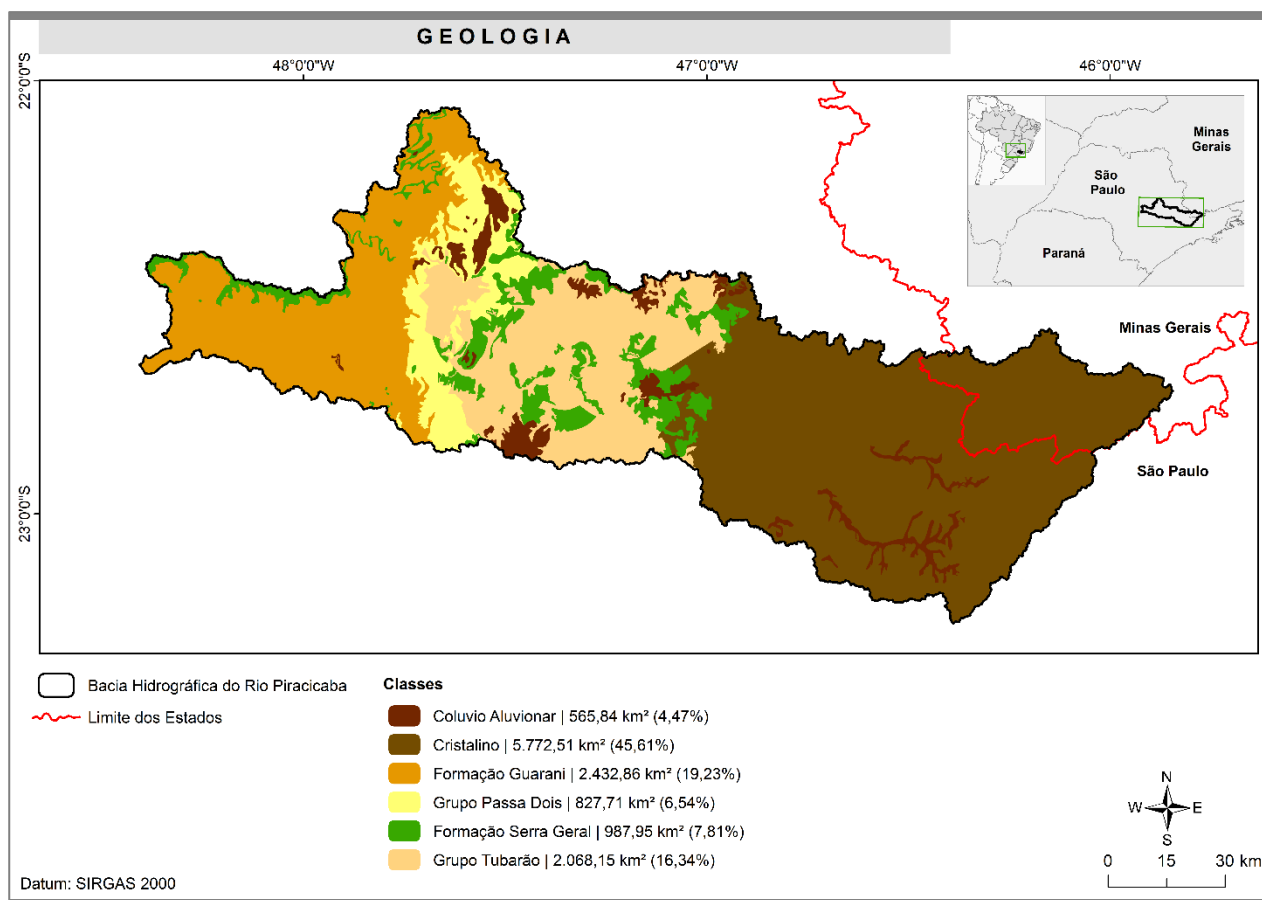 GEOLOGIA
48°0'0"W
47°0'0"W
46°0'0"W
22°0'0"S
23°0'0"S
Minas
Gerais
São
Paulo
Paraná
Minas Gerais
São Paulo
Bacia Hidrográfica do Rio Piracicaba
Limite dos Estados
Classes
Coluvio Aluvionar | 565,84 km² (4,47%)
Cristalino | 5.772,51 km² (45,61%)
Formação Guarani | 2.432,86 km² (19,23%)
Grupo Passa Dois | 827,71 km² (6,54%)
Formação Serra Geral | 987,95 km² (7,81%)
Grupo Tubarão | 2.068,15 km² (16,34%)
N
W E
S
0 15 30 km
Datum: SIRGAS 2000